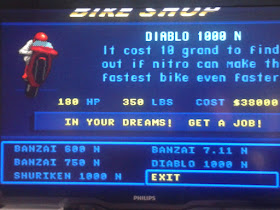 BIKE SHOP
DIABLO 1000 N
It cost 10 grand to find
out if nitro can make the
fastest bike even faster
180 HP 350 LBS COST $38000
IN YOUR DREAMS! GET A JOB!
BANZAI 600 N BANZAI 7.11 N
BANZAI 750 N DIABLO 1000 N
SHURIKEN 1000 N EXIT
PHILIPS